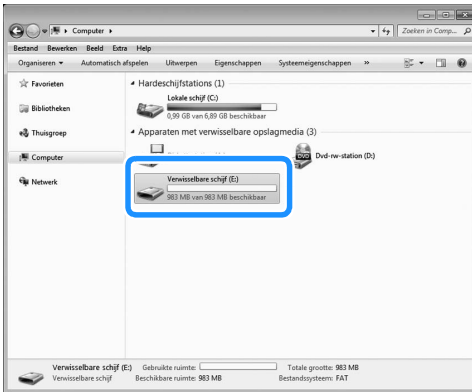 Computer
Zoeken in Comp...
Bestand Bewerken Beeld Extra Help
Organiseren Automatisch afspelen Uitwerpen Eigenschappen Systeemeigenschappen »
Favorieten
Bibliotheken
Thuisgroep
Computer
Netwerk
Hardeschijfstations (1)
Lokale schijf (C:)
0,99 GB van 6,89 GB beschikbaar
Apparaten met verwisselbare opslagmedia (3)
DVD
Dvd-rw-station (D:)
Verwisselbare schijf (E:)
983 MB van 983 MB beschikbaar
Verwisselbare schijf (E:) Gebruikte ruimte: Totale grootte: 983 MB
Verwisselbare schijf Beschikbare ruimte: 983 MB Bestandssysteem: FAT